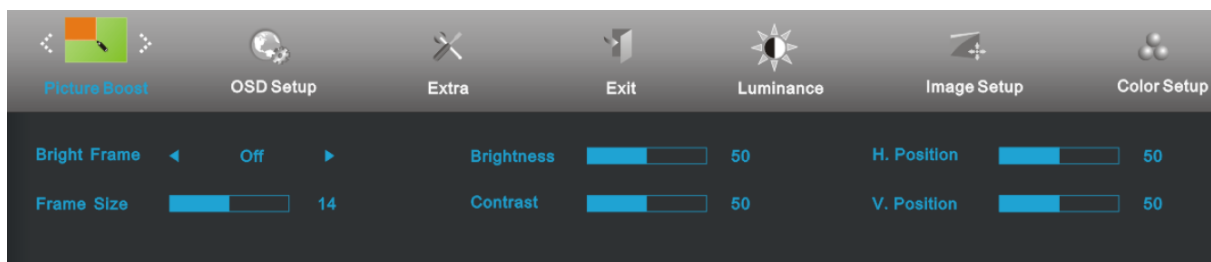 Picture Boost OSD Setup Extra Exit Luminance Image Setup Color Setup
Bright Frame Off Brightness 50 H. Position 50
Frame Size 14 Contrast 50 V. Position 50